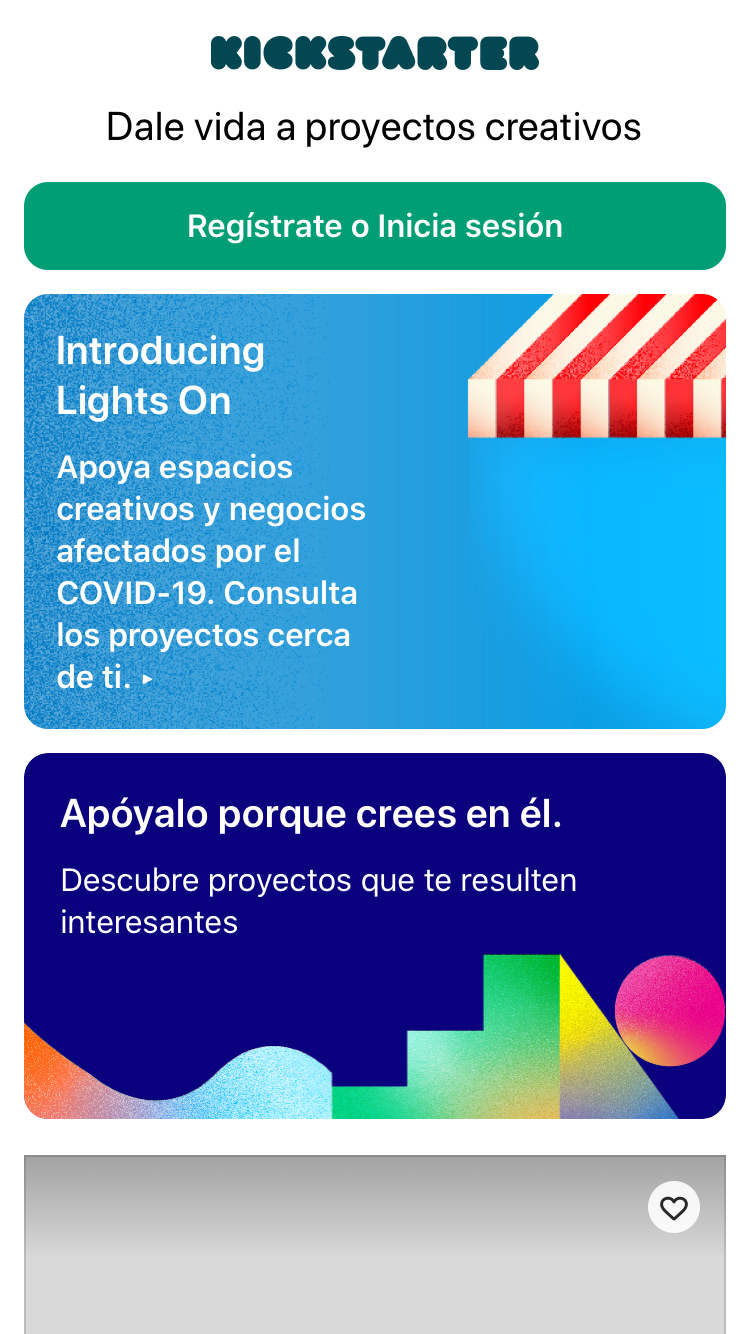 KICKSTARTER
Dale vida a proyectos creativos
Regístrate o Inicia sesión
Introducing
Lights On
Apoya espacios
creativos y negocios
afectados por el
COVID-19. Consulta
los proyectos cerca
de ti. ▸
Apóyalo porque crees en él.
Descubre proyectos que te resulten
interesantes